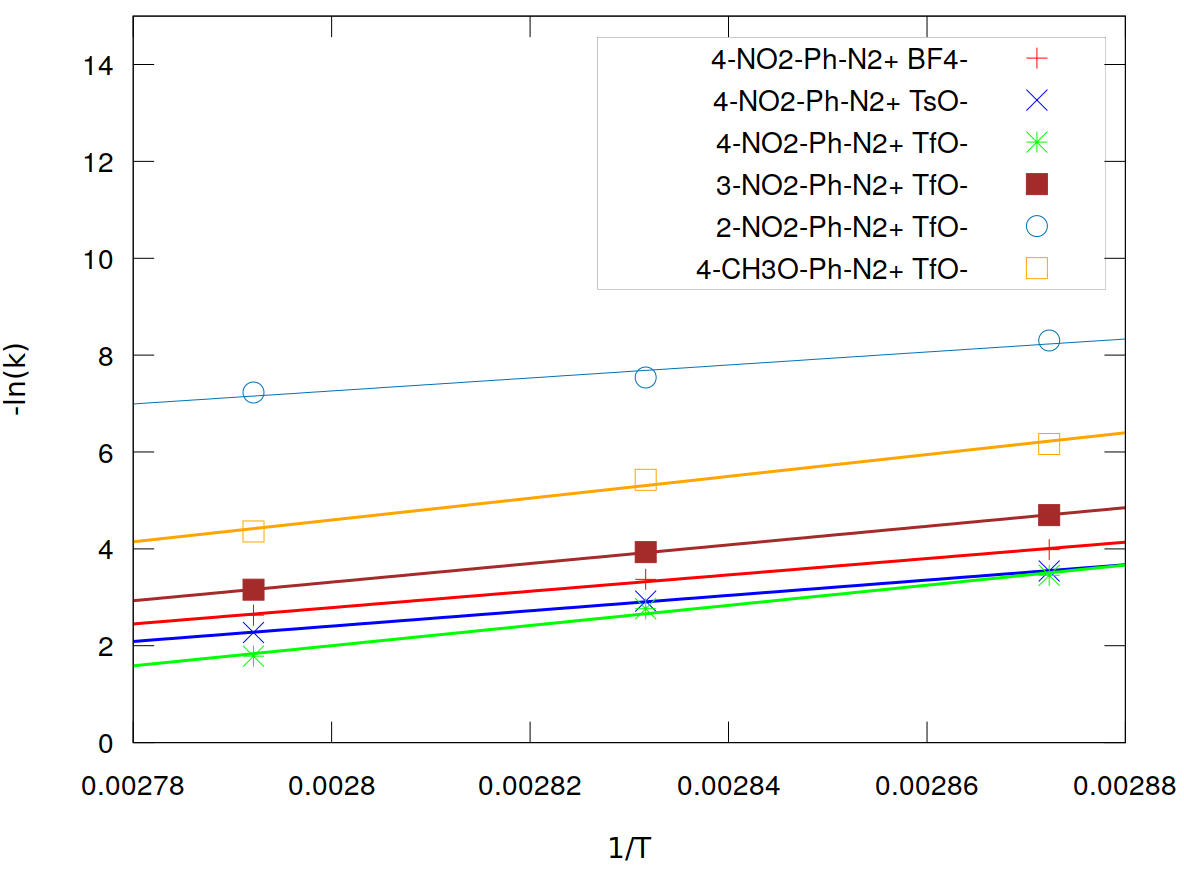 14
12
10
8
6
4
2
0
-ln(k)
4-NO2-Ph-N2+ BF4-
4-NO2-Ph-N2+ TsO-
4-NO2-Ph-N2+ TfO-
3-NO2-Ph-N2+ TfO-
2-NO2-Ph-N2+ TfO-
4-CH3O-Ph-N2+ TfO-
0.00278 0.0028 0.00282 0.00284 0.00286 0.00288
1/T